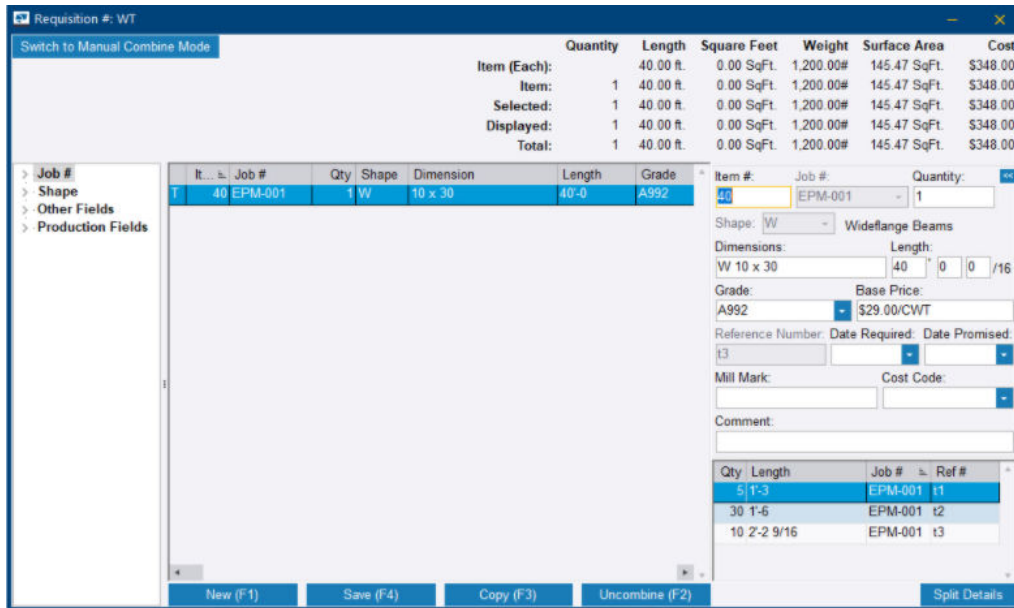 Requisition #: WT
Switch to Manual Combine Mode
Quantity Length Square Feet Weight Surface Area Cost
Item (Each): 40.00 ft. 0.00 SqFt. 1,200.00# 145.47 SqFt. $348.00
Item: 1 40.00 ft. 0.00 SqFt. 1,200.00# 145.47 SqFt. $348.00
Selected: 1 40.00 ft. 0.00 SqFt. 1,200.00# 145.47 SqFt. $348.00
Displayed: 1 40.00 ft. 0.00 SqFt. 1,200.00# 145.47 SqFt. $348.00
Total: 1 40.00 ft. 0.00 SqFt. 1,200.00# 145.47 SqFt. $348.00
Job #
Shape
Other Fields
Production Fields
It... Job # Qty Shape Dimension Length Grade
T 40 EPM-001 1 W 10 x 30 40'-0 A992
Item #: Job #: Quantity: <<
40 EPM-001 1
Shape: W Wideflange Beams
Dimensions: Length:
W 10 x 30 40 ' 0 0 /16
Grade: Base Price:
A992 $29.00/CWT
Reference Number: Date Required: Date Promised:
t3
Mill Mark: Cost Code:
Comment:
Qty Length Job # Ref #
5 1'-3 EPM-001 t1
30 1'-6 EPM-001 t2
10 2'-2 9/16 EPM-001 t3
New (F1) Save (F4) Copy (F3) Uncombine (F2) Split Details